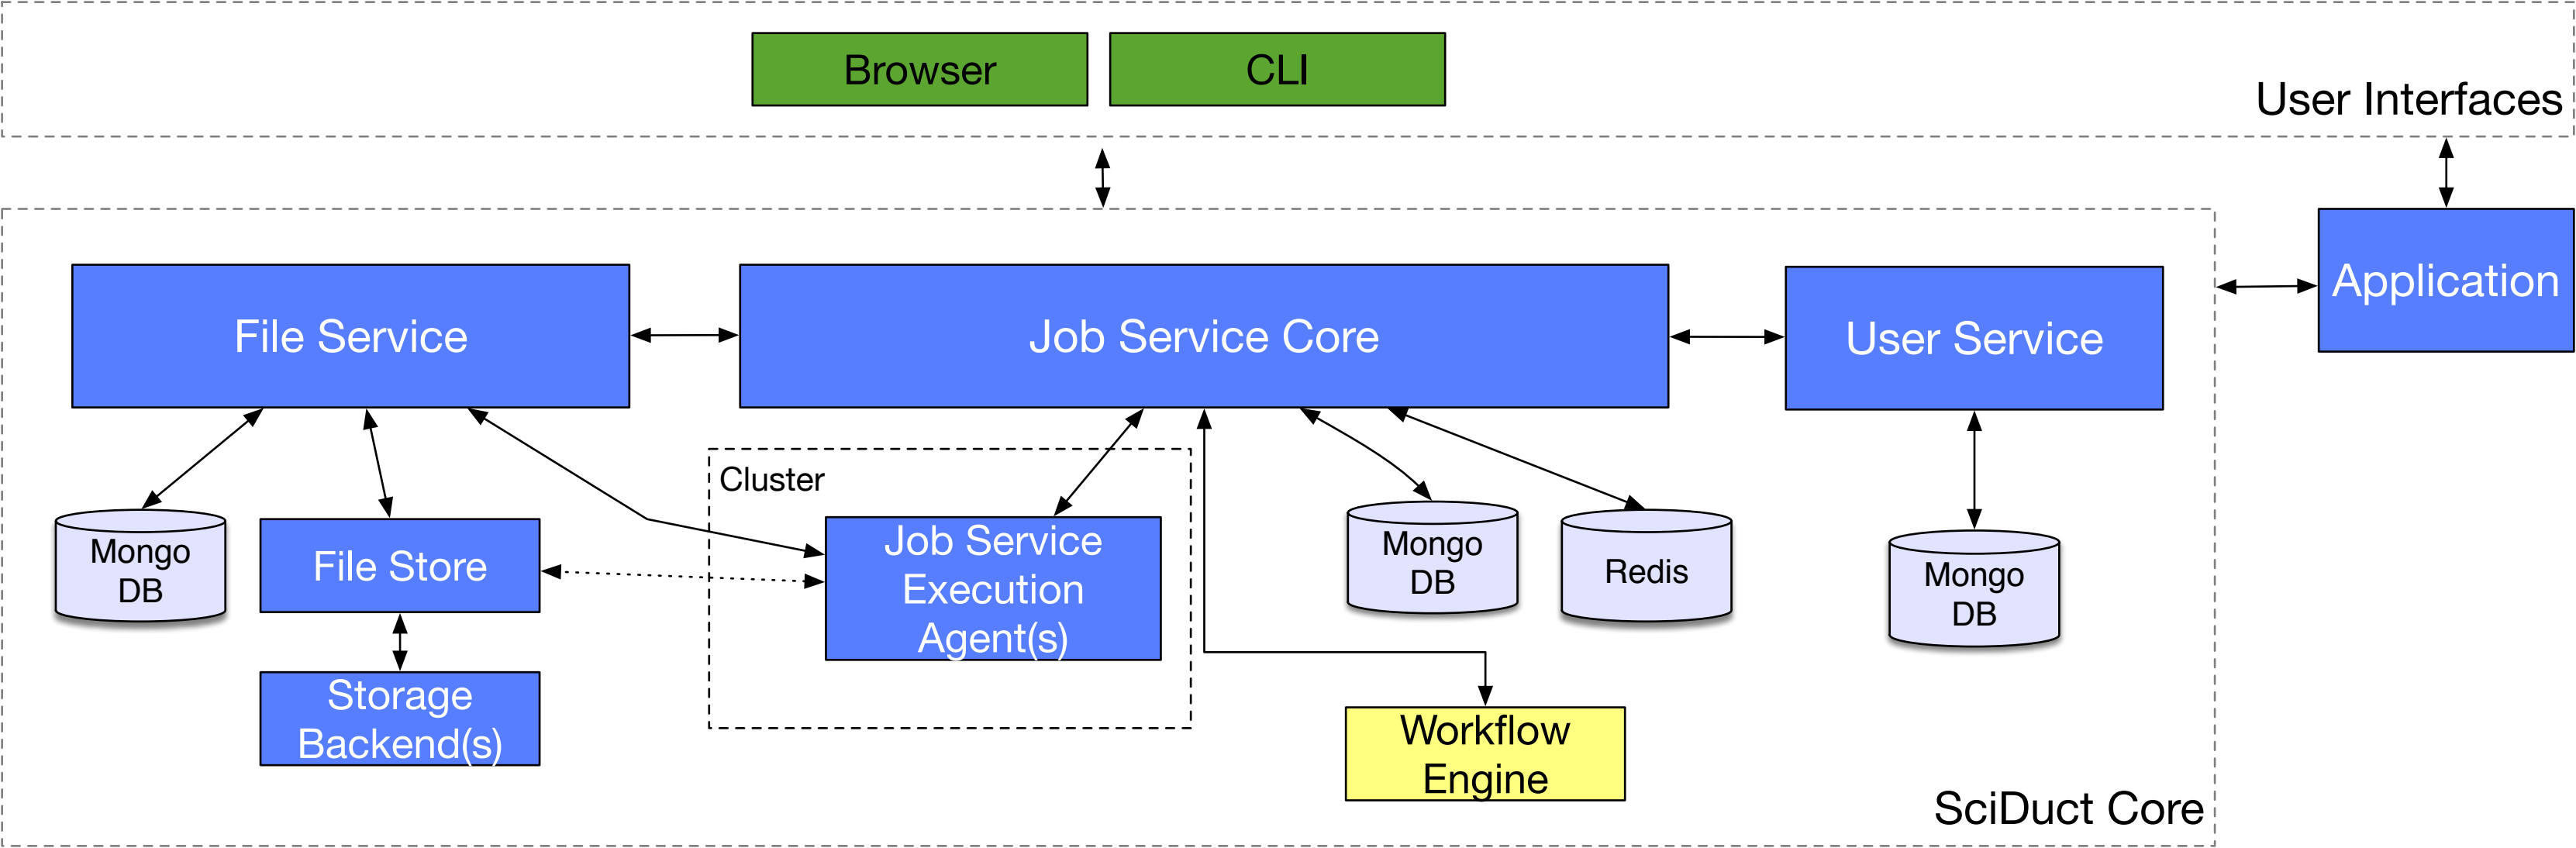 Browser
CLI
User Interfaces
Application
File Service
Job Service Core
User Service
Cluster
Mongo
DB
File Store
Job Service
Execution
Agent(s)
Mongo
DB
Redis
Mongo
DB
Storage
Backend(s)
Workflow
Engine
SciDuct Core